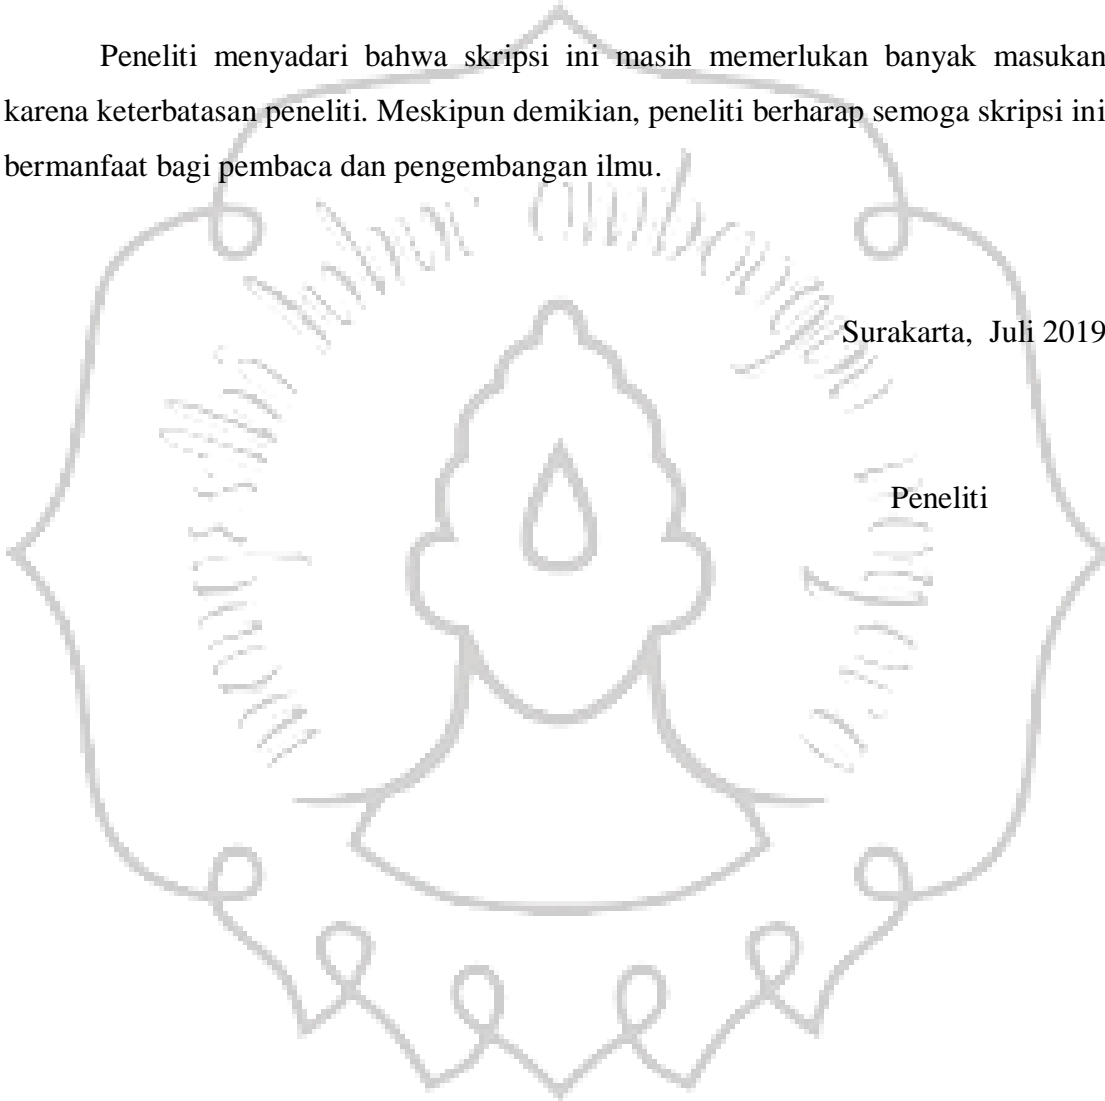 Peneliti menyadari bahwa skripsi ini masih memerlukan banyak masukan
karena keterbatasan peneliti. Meskipun demikian, peneliti berharap semoga skripsi ini
bermanfaat bagi pembaca dan pengembangan ilmu.
Surakarta,  Juli 2019
Peneliti